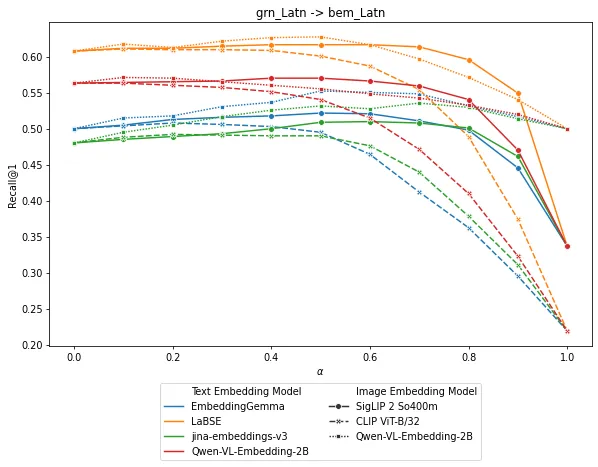 grn_Latn -> bem_Latn
Recall@1
0.60
0.55
0.50
0.45
0.40
0.35
0.30
0.25
0.20
0.0
0.2
0.4
0.6
0.8
1.0
α
Text Embedding Model
EmbeddingGemma
LaBSE
jina-embeddings-v3
Qwen-VL-Embedding-2B
Image Embedding Model
SigLIP 2 So400m
CLIP ViT-B/32
Qwen-VL-Embedding-2B